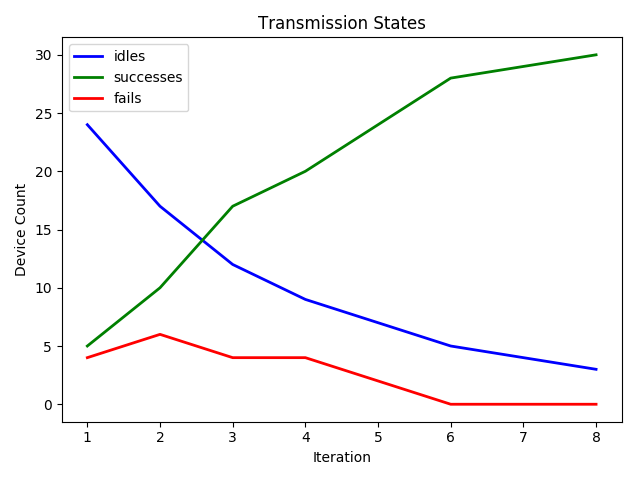 Transmission States
idles
successes
fails
Device Count
30
25
20
15
10
5
0
1 2 3 4 5 6 7 8
Iteration